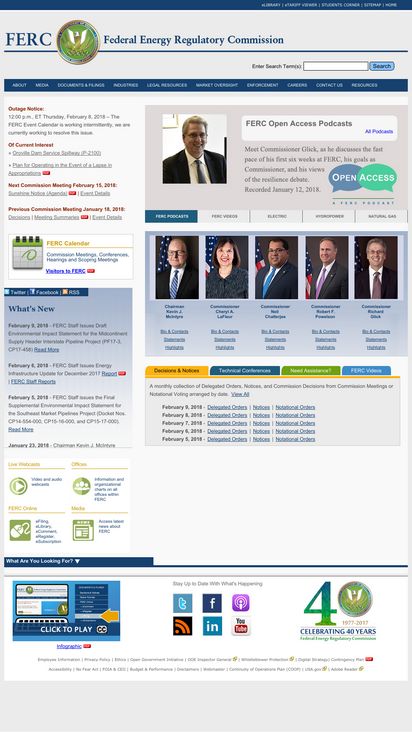 eLIBRARY | eTARIFF VIEWER | STUDENTS CORNER | SITEMAP | HOME
FERC Federal Energy Regulatory Commission
Enter Search Term(s): Search
ABOUT MEDIA DOCUMENTS & FILINGS INDUSTRIES LEGAL RESOURCES MARKET OVERSIGHT ENFORCEMENT CAREERS CONTACT US RESOURCES
Outage Notice:
12:00 p.m., ET Thursday, February 8, 2018 – The
FERC Event Calendar is working intermittently, we are
currently working to resolve this issue.
Of Current Interest
» Oroville Dam Service Spillway (P-2100)
» Plan for Operating in the Event of a Lapse in
Appropriations
Next Commission Meeting February 15, 2018:
Sunshine Notice (Agenda) | Event Details
Previous Commission Meeting January 18, 2018:
Decisions | Meeting Summaries | Event Details
FERC Calendar
Commission Meetings, Conferences,
Hearings and Scoping Meetings
Visitors to FERC
Twitter | Facebook | RSS
What's New
February 9, 2018 - FERC Staff Issues Draft
Environmental Impact Statement for the Midcontinent
Supply Header Interstate Pipeline Project (PF17-3,
CP17-458) Read More
February 6, 2018 - FERC Staff Issues Energy
Infrastructure Update for December 2017 Report
| FERC Staff Reports
February 5, 2018 - FERC Staff Issues the Final
Supplemental Environmental Impact Statement for
the Southeast Market Pipelines Project (Docket Nos.
CP14-554-000, CP15-16-000, and CP15-17-000)
Read More
January 23, 2018 - Chairman Kevin J. McIntyre
Live Webcasts
Video and audio
webcasts
Offices
Information and
organizational
charts on all
offices within
FERC
FERC Online
eFiling,
eLibrary,
eComment,
eRegister,
eSubscription
Media
Access latest
news about
FERC
FERC Open Access Podcasts
All Podcasts
Meet Commissioner Glick, as he discusses the fast
pace of his first six weeks at FERC, his goals as
Commissioner, and his views
of the resilience debate.
Recorded January 12, 2018.
OPEN ACCESS
A FERC PODCAST
FERC PODCASTS FERC VIDEOS ELECTRIC HYDROPOWER NATURAL GAS
Chairman
Kevin J.
McIntyre
Bio & Contacts
Statements
Highlights
Commissioner
Cheryl A.
LaFleur
Bio & Contacts
Statements
Highlights
Commissioner
Neil
Chatterjee
Bio & Contacts
Statements
Highlights
Commissioner
Robert F.
Powelson
Bio & Contacts
Statements
Highlights
Commissioner
Richard
Glick
Bio & Contacts
Statements
Highlights
Decisions & Notices Technical Conferences Need Assistance? FERC Videos
A monthly collection of Delegated Orders, Notices, and Commission Decisions from Commission Meetings or
Notational Voting arranged by date. View All
February 9, 2018 - Delegated Orders | Notices | Notational Orders
February 8, 2018 - Delegated Orders | Notices | Notational Orders
February 7, 2018 - Delegated Orders | Notices | Notational Orders
February 6, 2018 - Delegated Orders | Notices | Notational Orders
February 5, 2018 - Delegated Orders | Notices | Notational Orders
What Are You Looking For? ▼
FERC
CLICK TO PLAY CC
Infographic
Stay Up to Date With What's Happening
You
Tube
40
1977-2017
CELEBRATING 40 YEARS
Federal Energy Regulatory Commission
Employee Information | Privacy Policy | Ethics | Open Government Initiative | DOE Inspector General | Whistleblower Protection | Digital Strategy | Contingency Plan
Accessibility | No Fear Act | FOIA & CEII | Budget & Performance | Disclaimers | Webmaster | Continuity of Operations Plan (COOP) | USA.gov | Adobe Reader